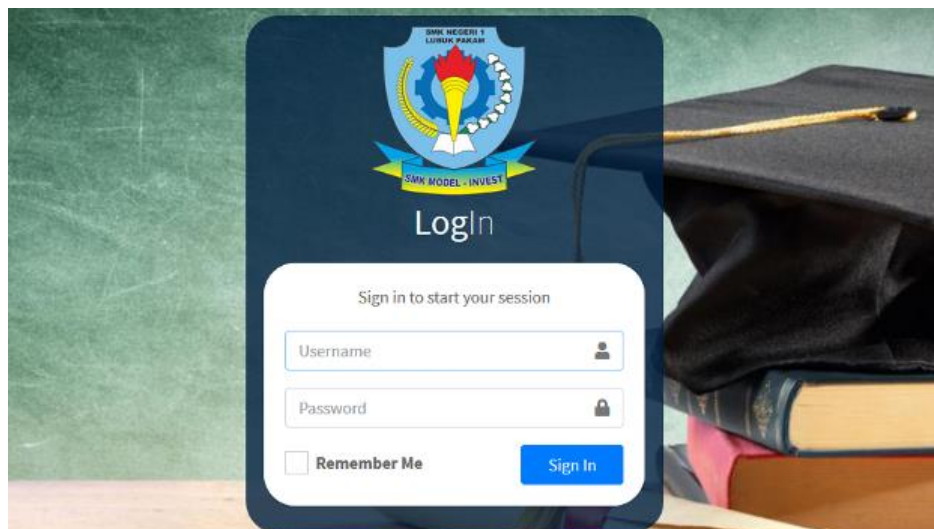 SMK NEGERI 1
LUBUK PAKAM
SMK MODEL - INVEST
LogIn
Sign in to start your session
Username
Password
Remember Me
Sign In